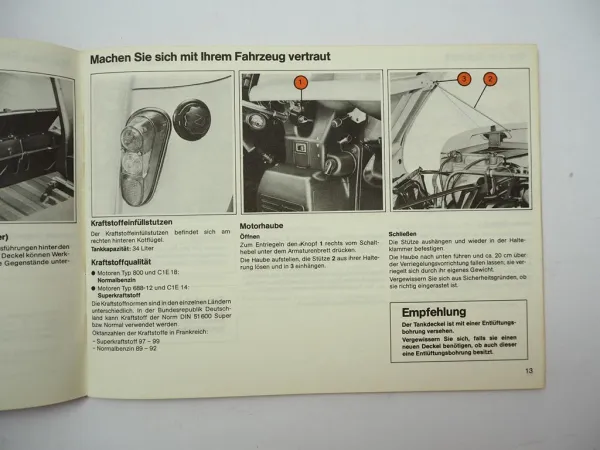 er)
usführungen hinter den
Deckel können Werk-
e Gegenstände unter-
Machen Sie sich mit Ihrem Fahrzeug vertraut
Kraftstoffeinfüllstutzen
Der Kraftstoffeinfüllstutzen befindet sich am
rechten hinteren Kotflügel.
Tankkapazität: 34 Liter
Kraftstoffqualität
● Motoren Typ 800 und C1E 18:
Normalbenzin
● Motoren Typ 688-12 und C1E 14:
Superkraftstoff
Die Kraftstoffnormen sind in den einzelnen Ländern
unterschiedlich. In der Bundesrepublik Deutsch-
land kann Kraftstoff der Norm DIN 51 600 Super
bzw. Normal verwendet werden.
Oktanzahlen der Kraftstoffe in Frankreich:
– Superkraftstoff 97 – 99
– Normalbenzin 89 – 92
1
Motorhaube
Öffnen
Zum Entriegeln den Knopf 1 rechts vom Schalt-
hebel unter dem Armaturenbrett drücken.
Die Haube aufstellen, die Stütze 2 aus ihrer Halte-
rung lösen und in 3 einhängen.
3
2
Schließen
Die Stütze aushängen und wieder in der Halte-
klammer befestigen.
Die Haube nach unten führen und ca. 20 cm über
der Verriegelungsvorrichtung fallen lassen; sie ver-
riegelt sich durch ihr eigenes Gewicht.
Vergewissern Sie sich aus Sicherheitsgründen, ob
sie richtig eingerastet ist.
Empfehlung
Der Tankdeckel ist mit einer Entlüftungs-
bohrung versehen.
Vergewissern Sie sich, falls sie einen
neuen Deckel benötigen, ob auch dieser
eine Entlüftungsbohrung besitzt.
13